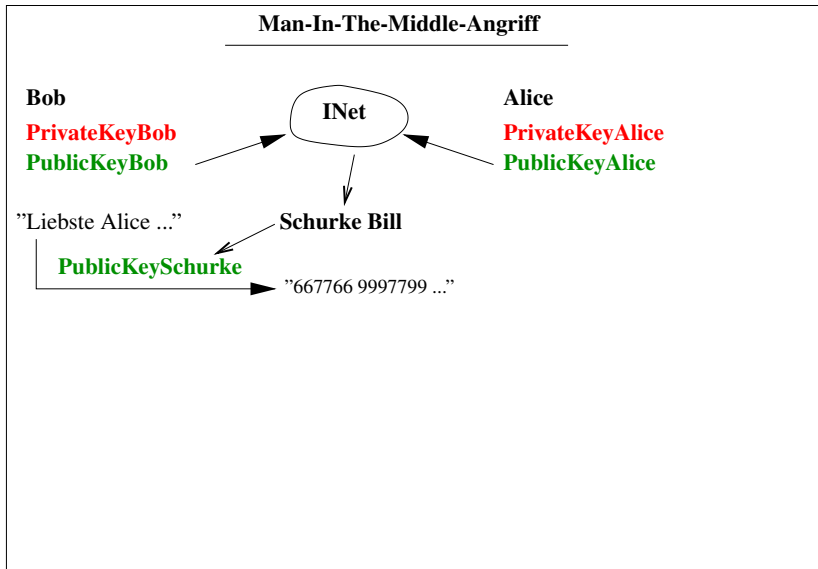 Man-In-The-Middle-Angriff
Bob
PrivateKeyBob
PublicKeyBob
INet
Alice
PrivateKeyAlice
PublicKeyAlice
”Liebste Alice ...”
Schurke Bill
PublicKeySchurke
”667766 9997799 ...”